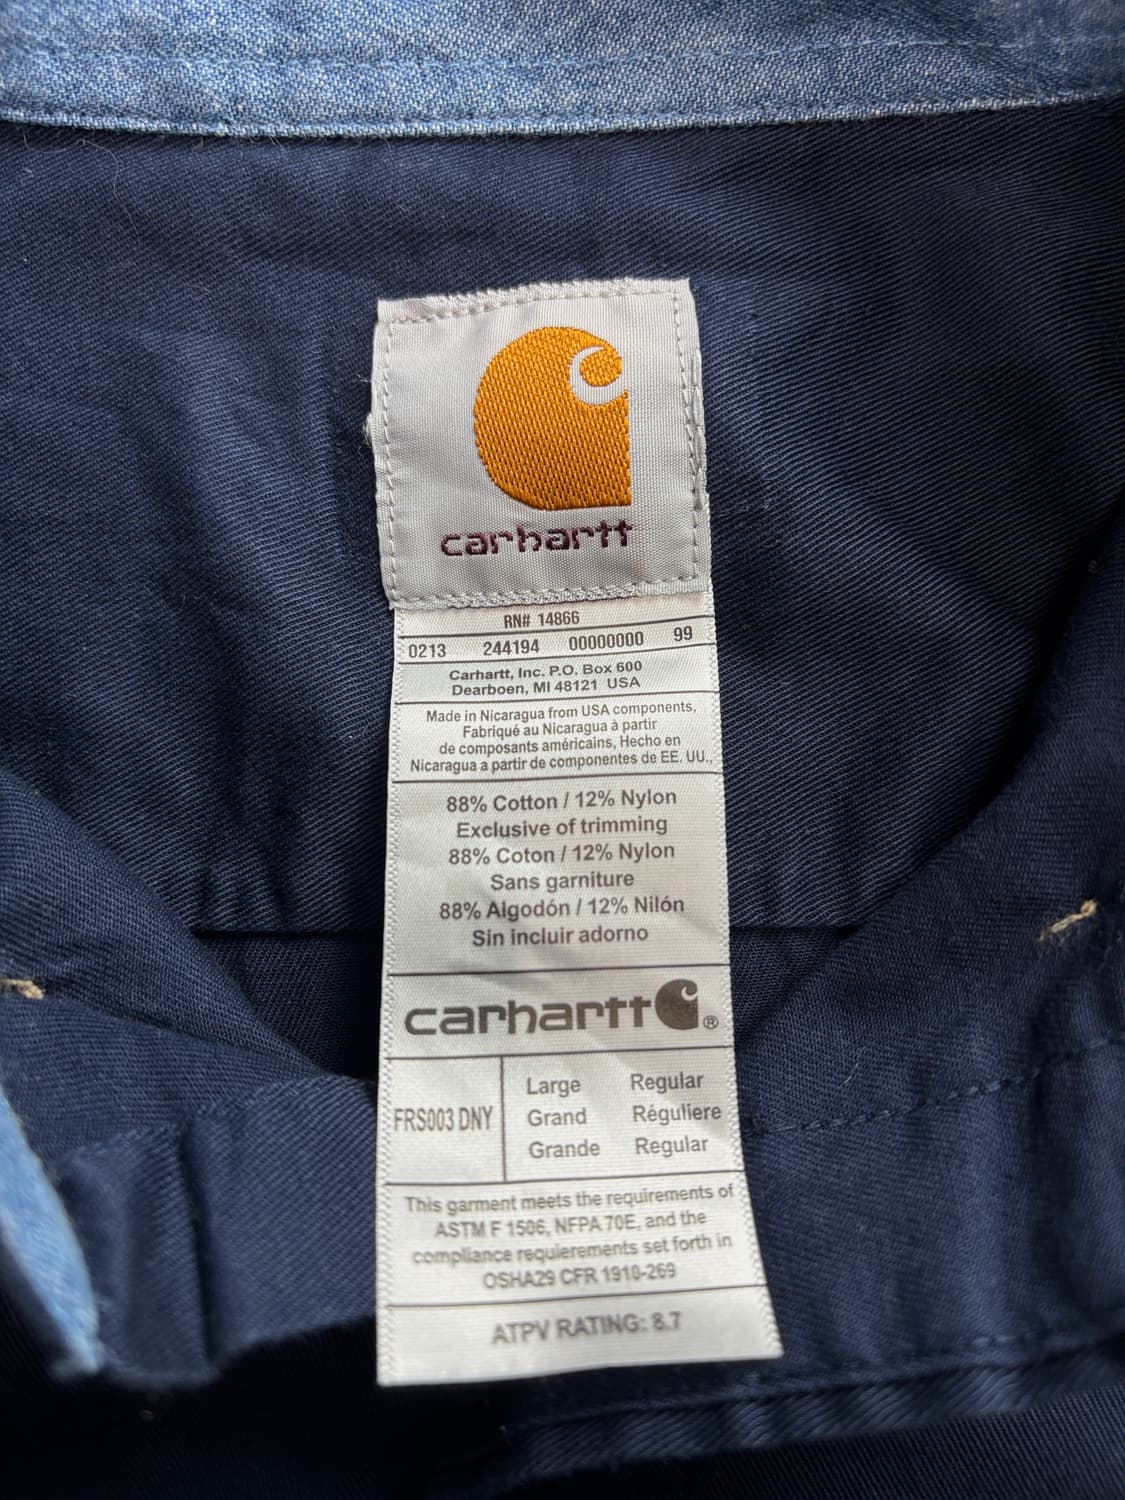 carhartt
RN# 14866
0213 244194 00000000 99
Carhartt, Inc. P.O. Box 600
Dearboen, MI 48121 USA
Made in Nicaragua from USA components,
Fabriqué au Nicaragua à partir
de composants américains, Hecho en
Nicaragua a partir de componentes de EE. UU.,
88% Cotton / 12% Nylon
Exclusive of trimming
88% Coton / 12% Nylon
Sans garniture
88% Algodón / 12% Nilón
Sin incluir adorno
carhartt ®
FRS003 DNY
Large Regular
Grand Réguliere
Grande Regular
This garment meets the requirements of
ASTM F 1506, NFPA 70E, and the
compliance requierements set forth in
OSHA29 CFR 1910-269
ATPV RATING: 8.7